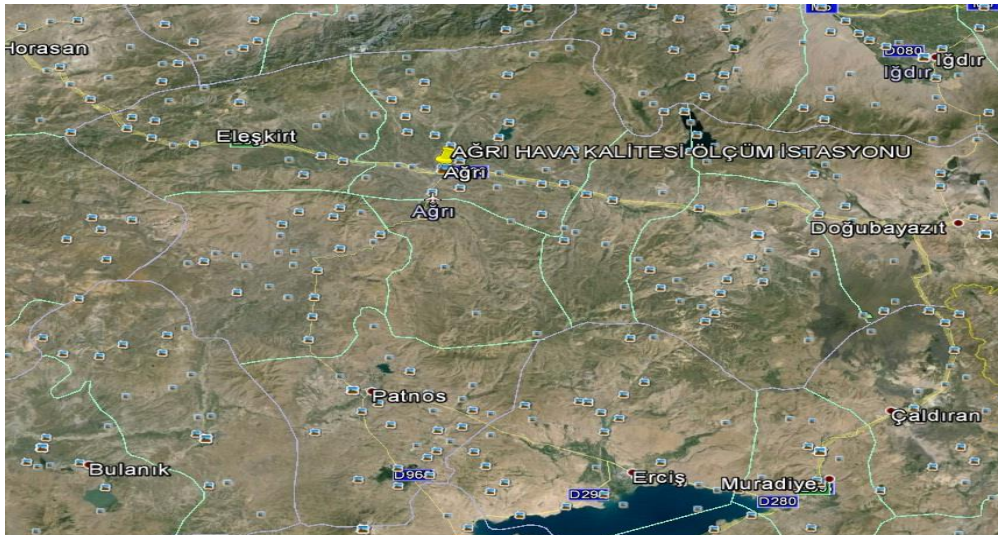 Horasan
D080
Iğdır
Iğdır
Eleşkirt
AĞRI HAVA KALİTESİ ÖLÇÜM İSTASYONU
Ağrı
Ağrı
Doğubayazıt
Patnos
Çaldıran
Bulanık
Erciş
Muradiye
D280